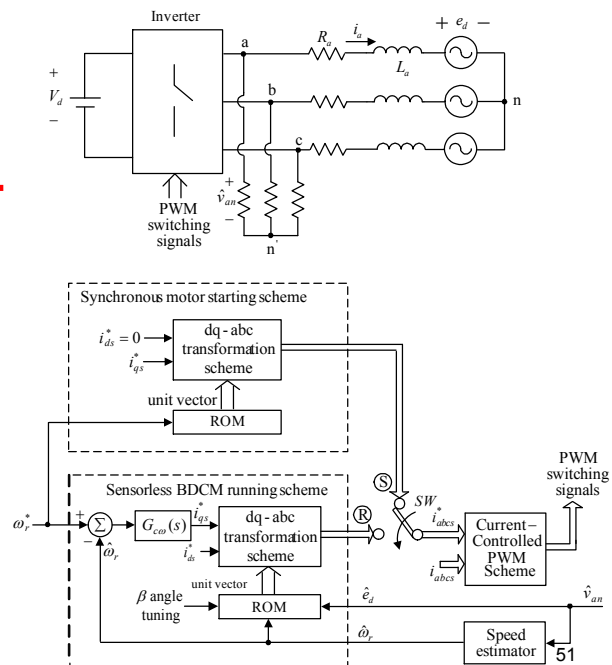 Inverter
a
R_a
i_a
+ e_d −
L_a
+
V_d
−
b
n
c
+
v̂_an
−
PWM
switching
signals
n'
Synchronous motor starting scheme
i*_ds = 0
i*_qs
dq - abc
transformation
scheme
unit vector
ROM
PWM
switching
signals
S
SW
Sensorless BDCM running scheme
R
ω*_r
+
Σ
−
ω̂_r
G_cω(s)
i*_qs
i*_ds
dq - abc
transformation
scheme
i*_abcs
i_abcs
Current-
Controlled
PWM
Scheme
unit vector
β angle
tuning
ROM
ê_d
v̂_an
ω̂_r
Speed
estimator
51